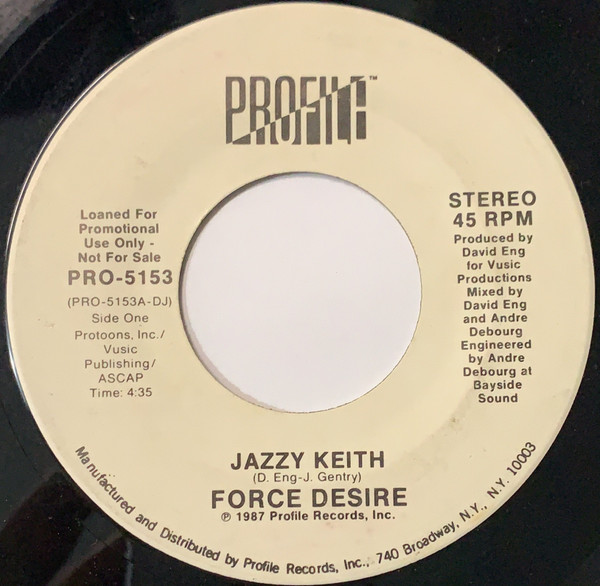 PROFILE™
Loaned For
Promotional
Use Only -
Not For Sale
PRO-5153
(PRO-5153A-DJ)
Side One
Protoons, Inc./
Vusic
Publishing/
ASCAP
Time: 4:35
STEREO
45 RPM
Produced by
David Eng
for Vusic
Productions
Mixed by
David Eng
and Andre
Debourg
Engineered
by Andre
Debourg at
Bayside
Sound
JAZZY KEITH
(D. Eng-J. Gentry)
FORCE DESIRE
℗ 1987 Profile Records, Inc.
Manufactured and Distributed by Profile Records, Inc., 740 Broadway, N.Y., N.Y. 10003